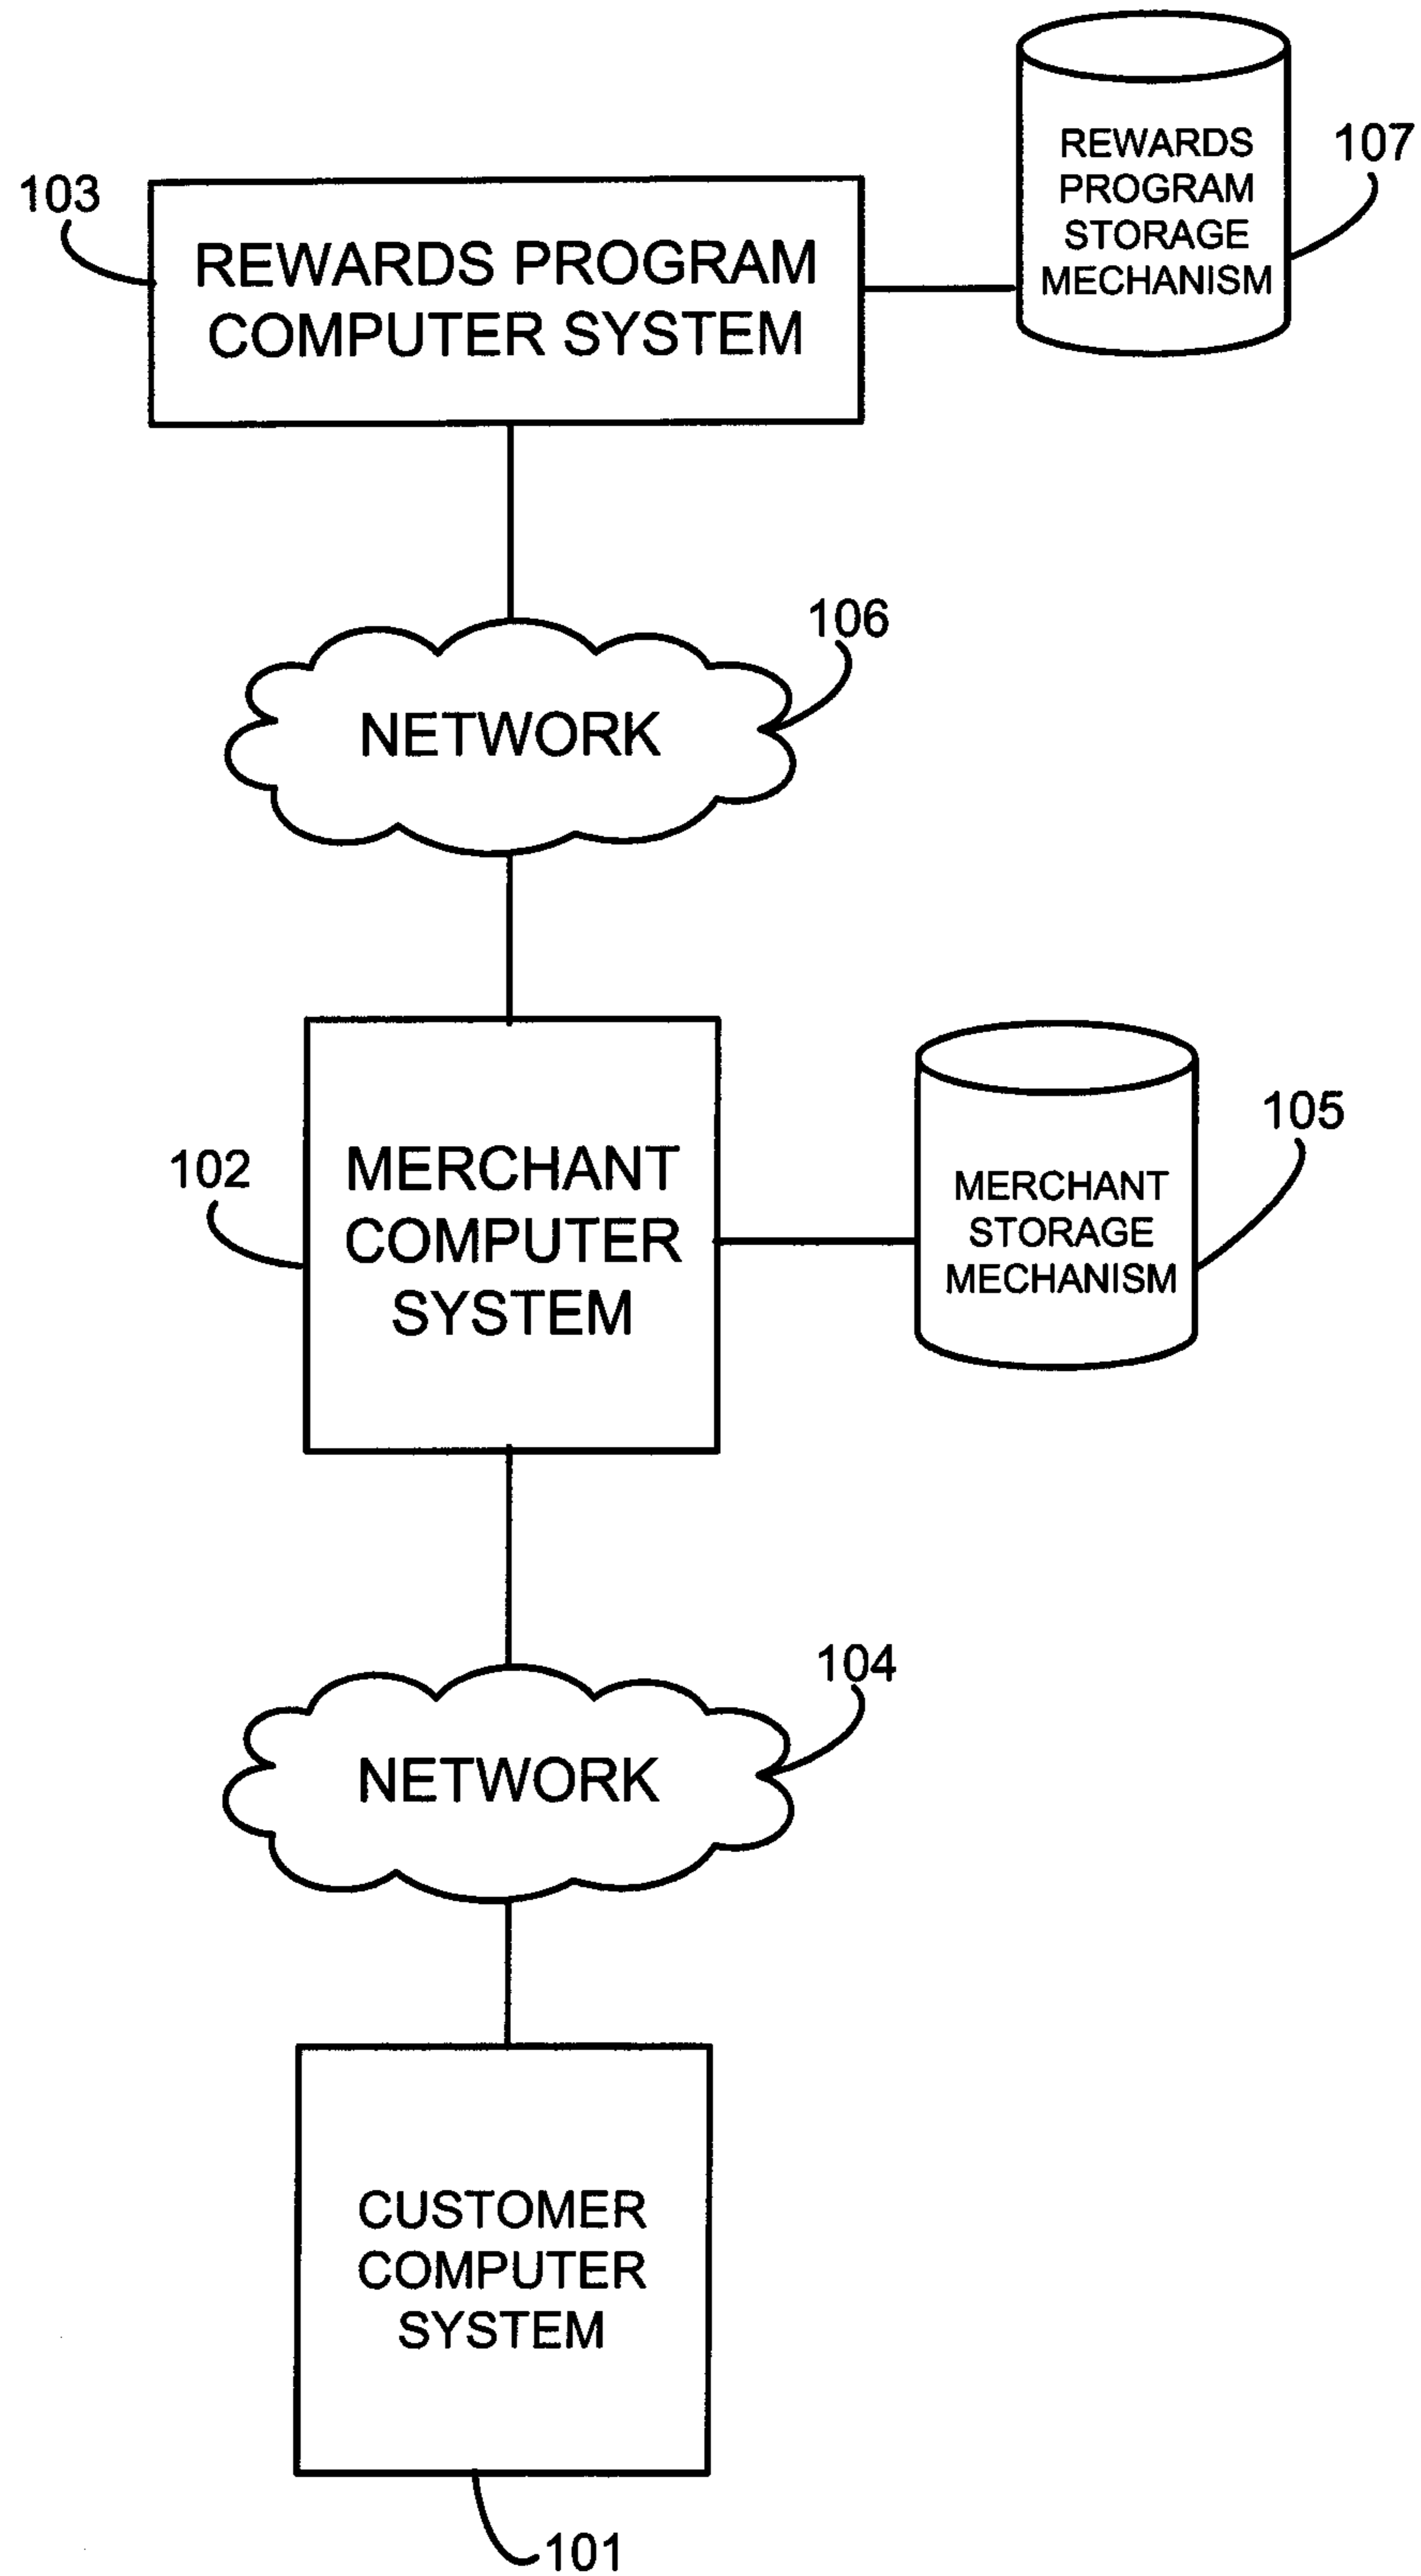 107
REWARDS
PROGRAM
STORAGE
MECHANISM
103
REWARDS PROGRAM
COMPUTER SYSTEM
106
NETWORK
102
MERCHANT
COMPUTER
SYSTEM
105
MERCHANT
STORAGE
MECHANISM
104
NETWORK
CUSTOMER
COMPUTER
SYSTEM
101